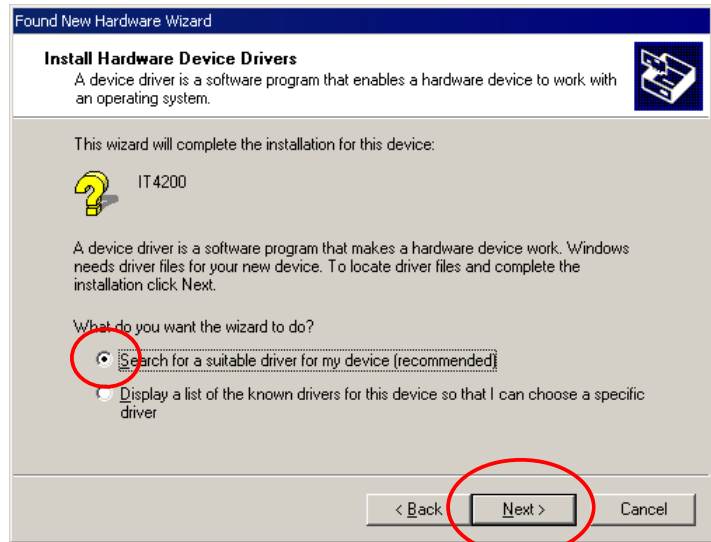 Found New Hardware Wizard
Install Hardware Device Drivers
A device driver is a software program that enables a hardware device to work with
an operating system.
This wizard will complete the installation for this device:
IT4200
A device driver is a software program that makes a hardware device work. Windows
needs driver files for your new device. To locate driver files and complete the
installation click Next.
What do you want the wizard to do?
Search for a suitable driver for my device (recommended)
Display a list of the known drivers for this device so that I can choose a specific
driver
< Back
Next >
Cancel